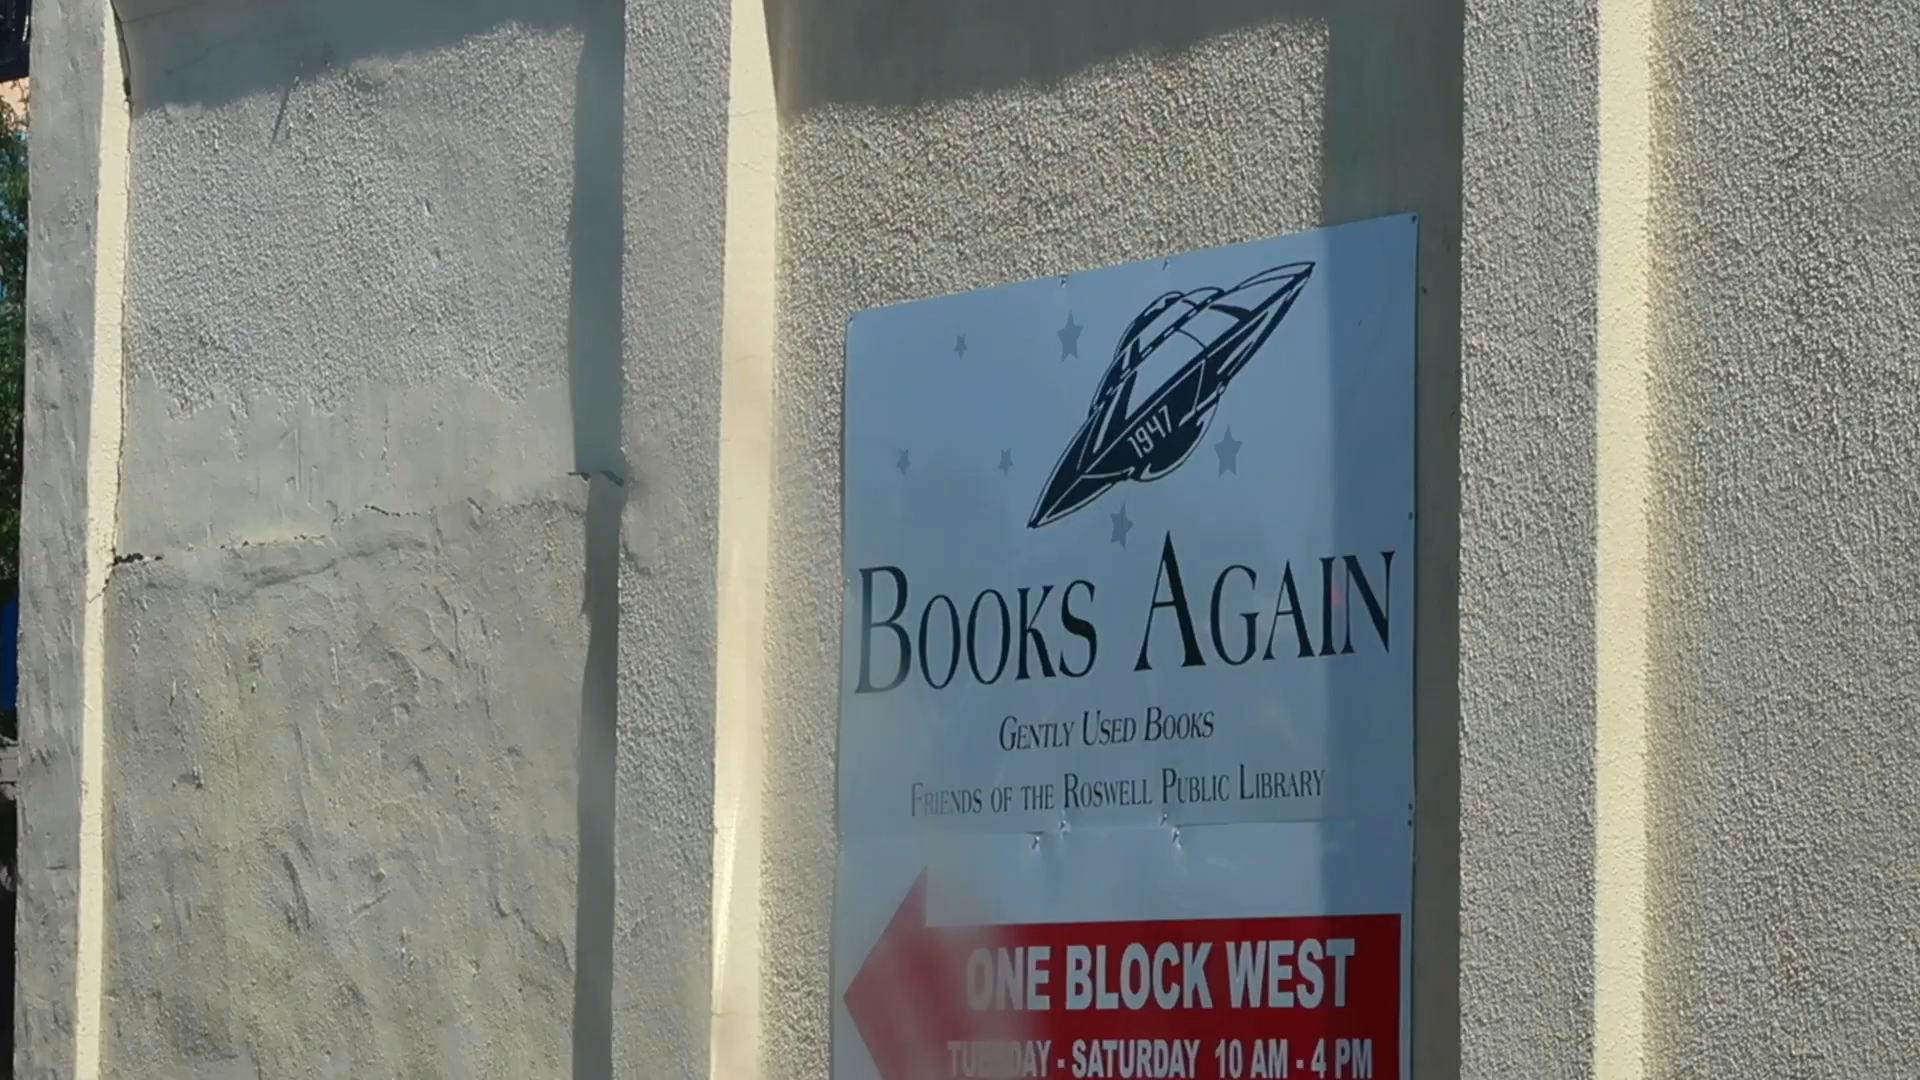 1947
BOOKS AGAIN
GENTLY USED BOOKS
FRIENDS OF THE ROSWELL PUBLIC LIBRARY
ONE BLOCK WEST
TUESDAY - SATURDAY 10 AM - 4 PM